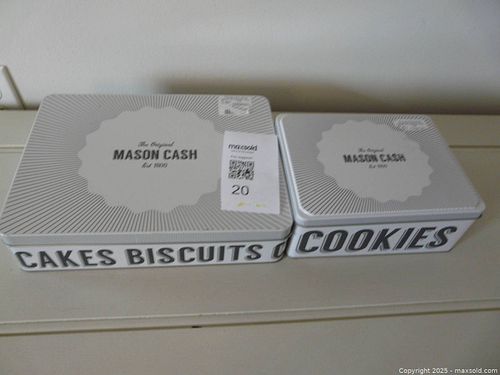 The Original
MASON CASH
Est 1800
maxsold
20
CAKES BISCUITS
The Original
MASON CASH
Est 1800
COOKIES
Copyright 2025 - maxsold.com